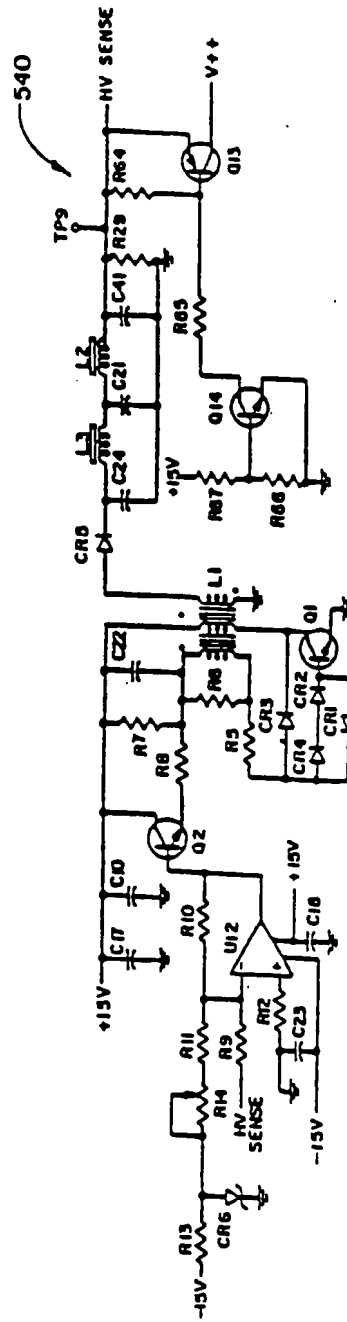 540
HV SENSE
TP9
R64
R29
C41
L2
C21
L3
C24
CR8
V++
Q13
R65
Q14
+15V
R67
R66
L1
C22
R7
R8
R6
R5
CR3
CR2
CR4
CR1
Q1
Q2
+15V
C10
C17
R10
R11
R14
R9
HV
SENSE
R13
-15V
CR6
U12
-
+
R12
C23
-15V
+15V
C18